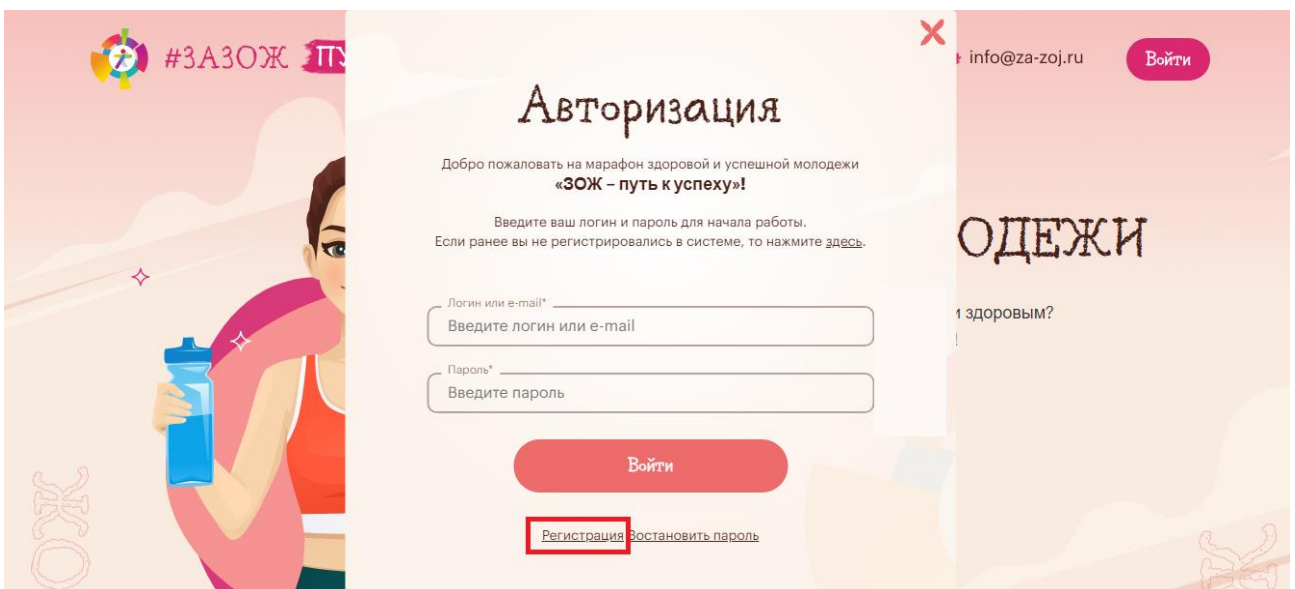 #ЗАЗОЖ
info@za-zoj.ru
Войти
Авторизация
Добро пожаловать на марафон здоровой и успешной молодежи
«ЗОЖ – путь к успеху»!
Введите ваш логин и пароль для начала работы.
Если ранее вы не регистрировались в системе, то нажмите здесь.
ОДЕЖИ
и здоровым?
Логин или e-mail*
Введите логин или e-mail
Пароль*
Введите пароль
Войти
Регистрация Востановить пароль
ЗОЖ